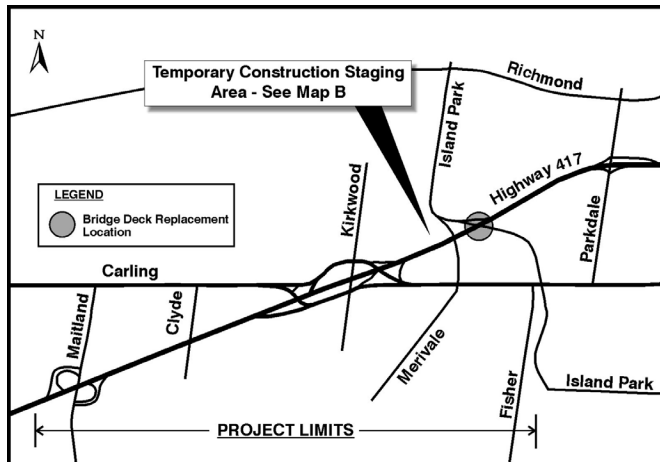 N
Temporary Construction Staging
Area - See Map B
Richmond
Island Park
Highway 417
Parkdale
LEGEND
Bridge Deck Replacement
Location
Kirkwood
Carling
Maitland
Clyde
Merivale
Fisher
Island Park
PROJECT LIMITS